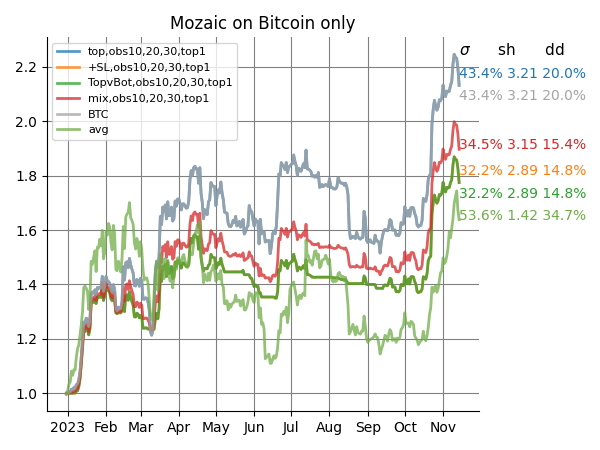 Mozaic on Bitcoin only
σ sh dd
top,obs10,20,30,top1
+SL,obs10,20,30,top1
TopvBot,obs10,20,30,top1
mix,obs10,20,30,top1
BTC
avg
43.4% 3.21 20.0%
43.4% 3.21 20.0%
34.5% 3.15 15.4%
32.2% 2.89 14.8%
32.2% 2.89 14.8%
53.6% 1.42 34.7%
2.2
2.0
1.8
1.6
1.4
1.2
1.0
2023 Feb Mar Apr May Jun Jul Aug Sep Oct Nov